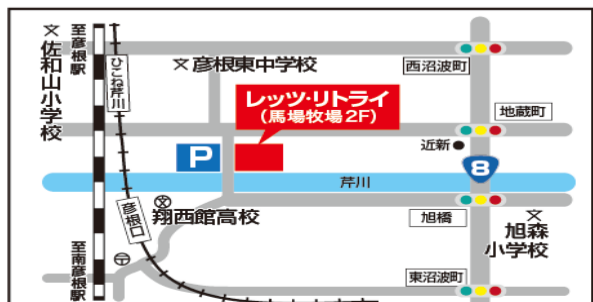 至彦根駅
佐和山小学校
ひこね芹川
彦根東中学校
西沼波町
レッツ・リトライ
(馬場牧場2F)
地蔵町
P
近新
8
芹川
彦根口
翔西館高校
旭橋
旭森
小学校
至南彦根駅
東沼波町